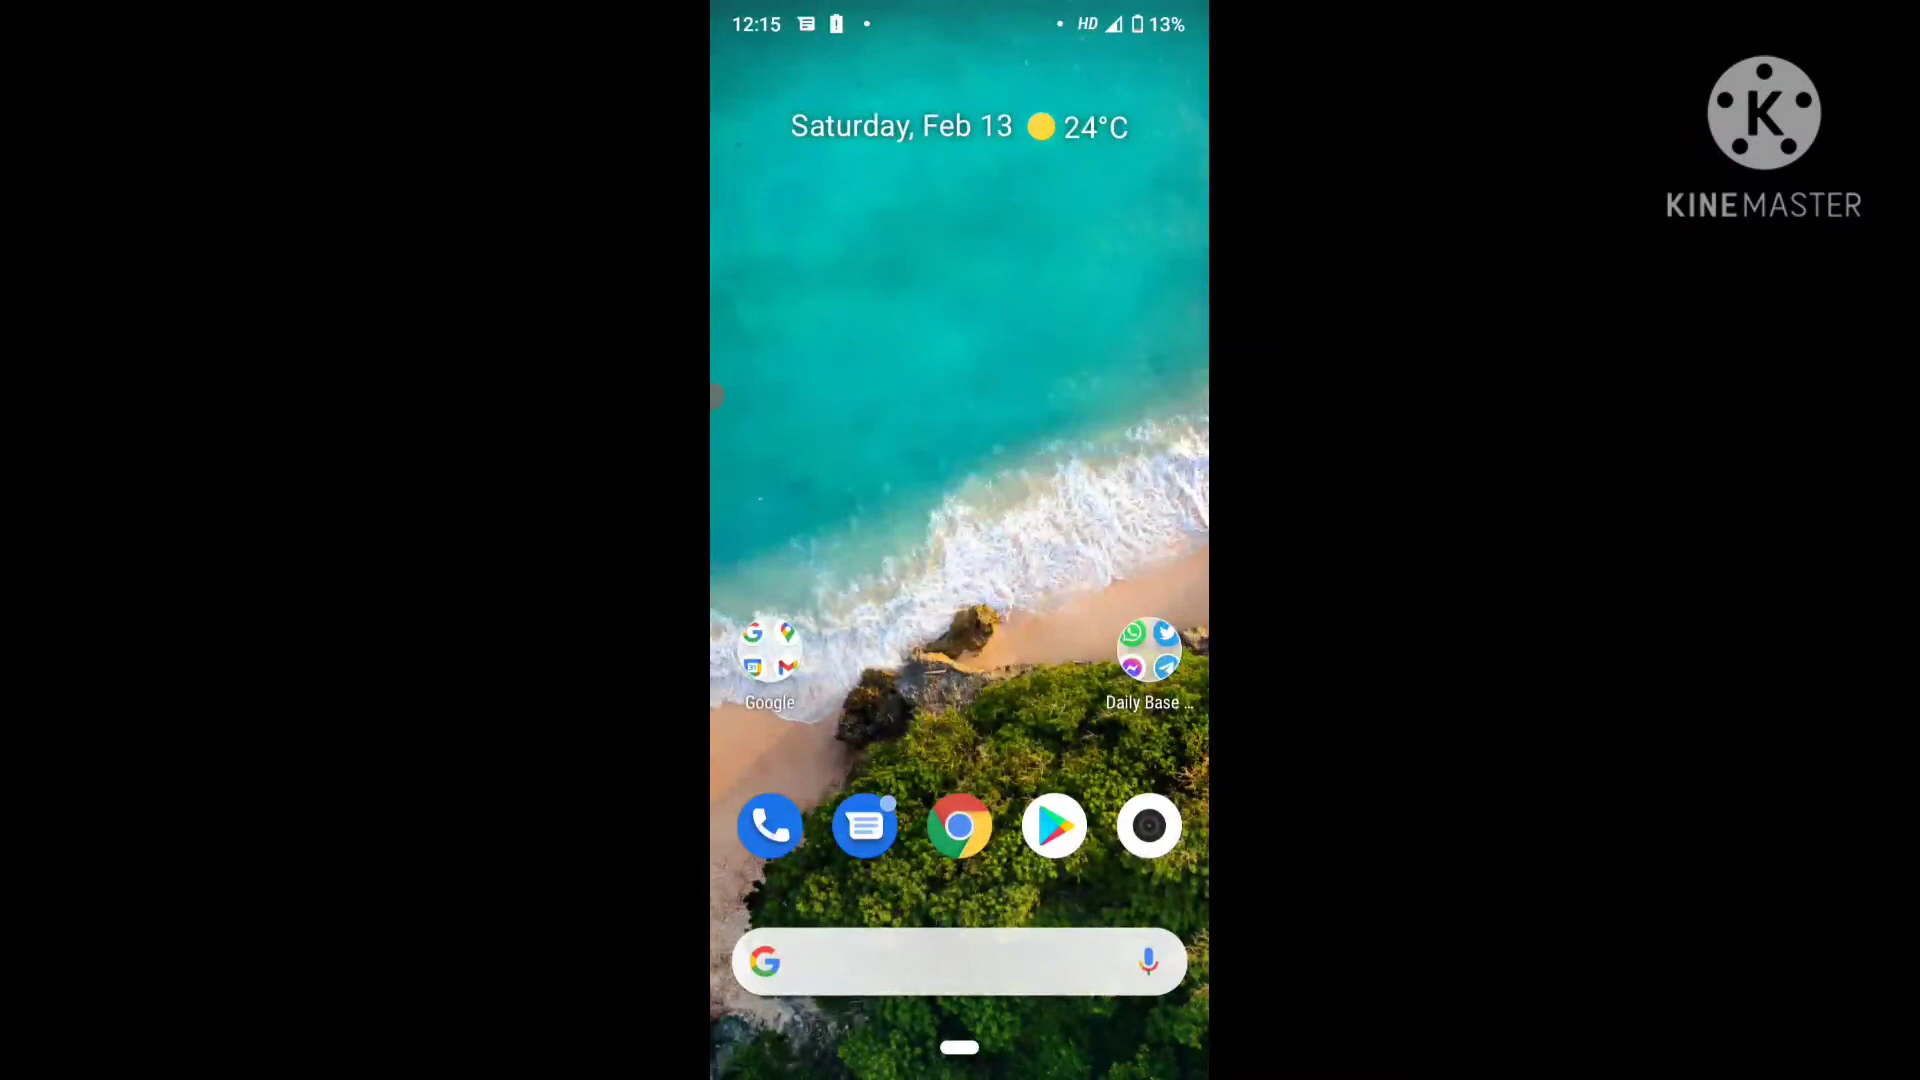 12:15 HD 13%
KINEMASTER
Saturday, Feb 13 24°C
Google
Daily Base ...